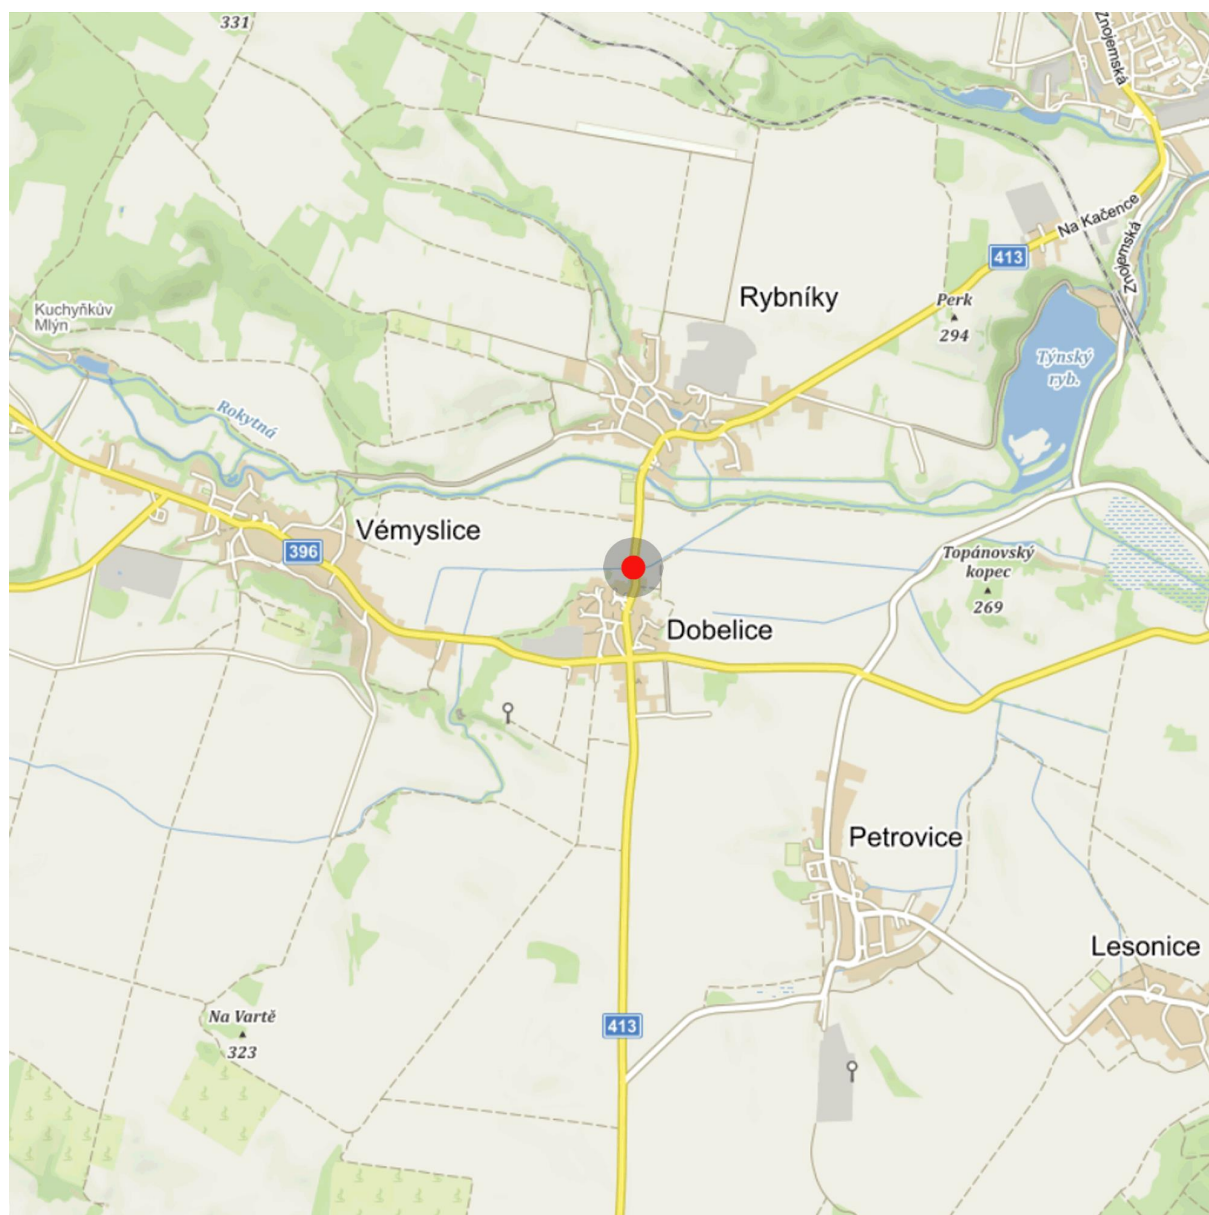 331
Znojemská
Na Kačence
413
Znojemská
Rybníky
Perk
294
Kuchyňkův
Mlýn
Týnský
ryb.
Rokytná
Vémyslice
396
Topánovský
kopec
269
Dobelice
Petrovice
Lesonice
Na Vartě
323
413